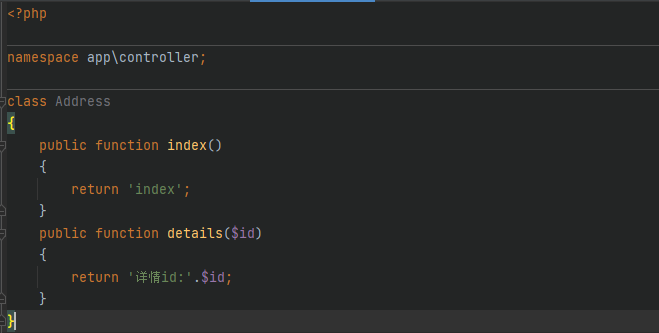 <?php
namespace app\controller;
class Address
{
public function index()
{
return 'index';
}
public function details($id)
{
return '详情id:'.$id;
}
}